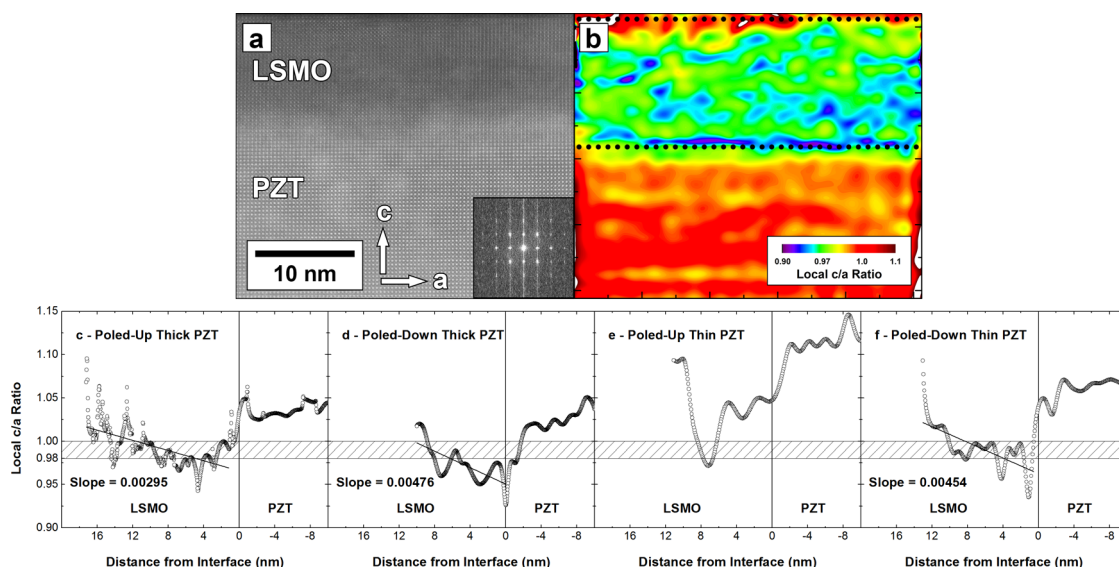 a
b
LSMO
PZT
c
a
10 nm
0.90 0.97 1.0 1.1
Local c/a Ratio
c - Poled-Up Thick PZT
d - Poled-Down Thick PZT
e - Poled-Up Thin PZT
f - Poled-Down Thin PZT
1.15
1.10
1.05
1.00
0.98
0.95
0.90
Local c/a Ratio
Slope = 0.00295
Slope = 0.00476
Slope = 0.00454
LSMO PZT LSMO PZT LSMO PZT LSMO PZT
16 12 8 4 0 -4 -8 16 12 8 4 0 -4 -8 16 12 8 4 0 -4 -8 16 12 8 4 0 -4 -8
Distance from Interface (nm) Distance from Interface (nm) Distance from Interface (nm) Distance from Interface (nm)